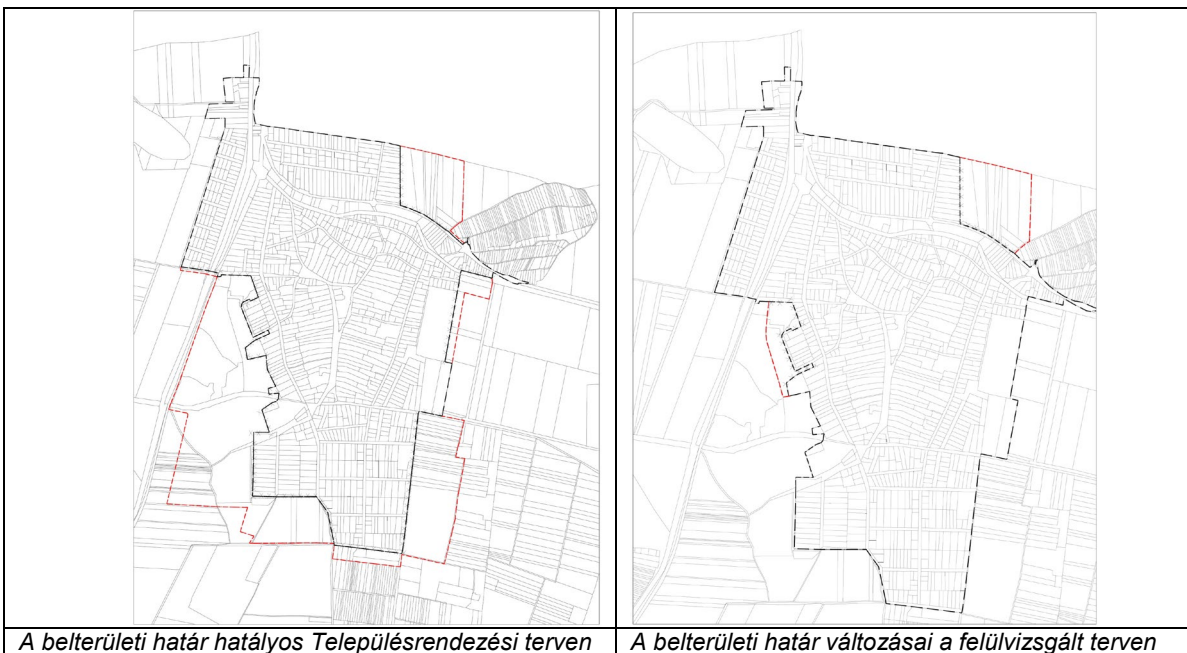 A belterületi határ hatályos Településrendezési terven
A belterületi határ változásai a felülvizsgált terven